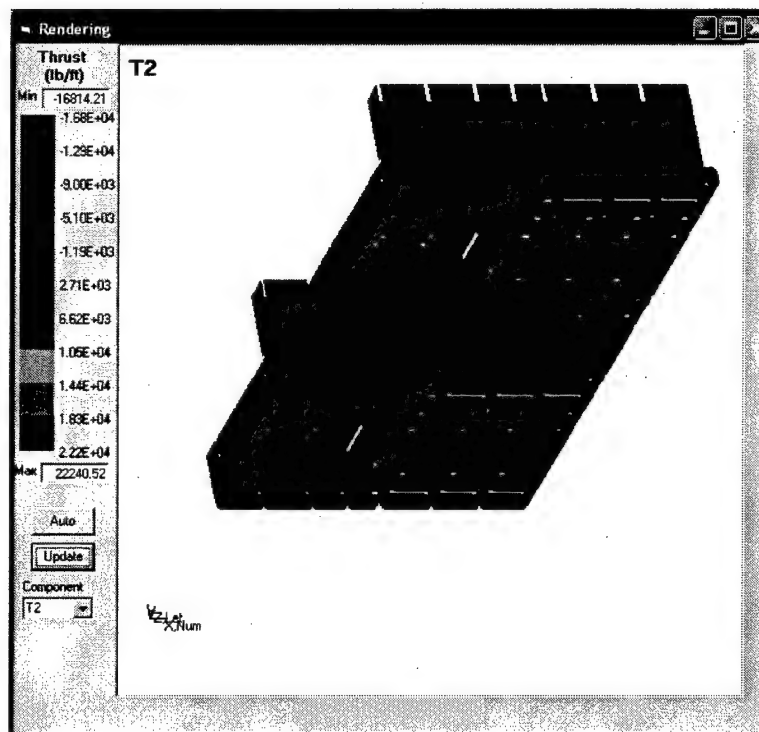 Rendering
Thrust
(lb/ft)
Min -16814.21
-1.68E+04
-1.29E+04
-9.00E+03
-5.10E+03
-1.19E+03
2.71E+03
6.62E+03
1.05E+04
1.44E+04
1.83E+04
2.22E+04
Max 22240.52
Auto
Update
Component
T2
T2
X,Num